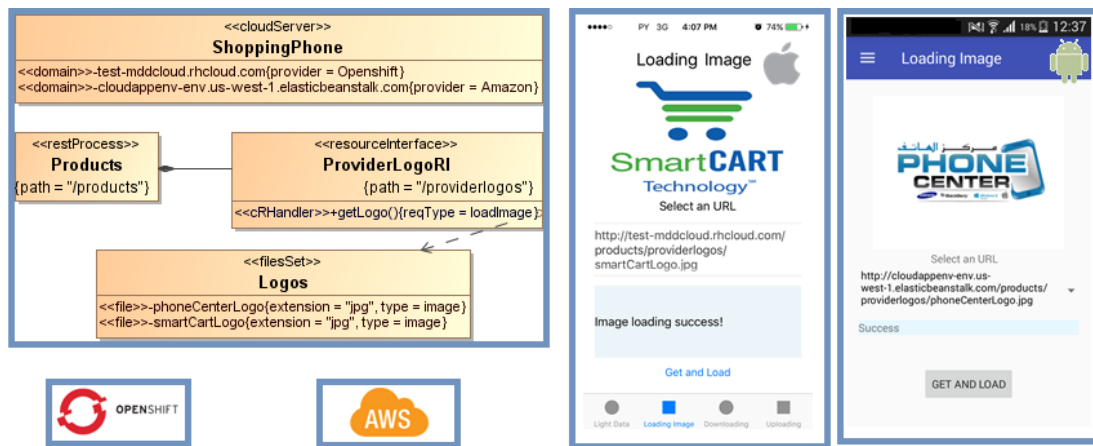 <<cloudServer>>
ShoppingPhone
<<domain>>-test-mddcloud.rhcloud.com{provider = Openshift}
<<domain>>-cloudappenv-env.us-west-1.elasticbeanstalk.com{provider = Amazon}
<<restProcess>>
Products
{path = "/products"}
<<resourceInterface>>
ProviderLogoRI
{path = "/providerlogos"}
<<cRHandler>>+getLogo(){reqType = loadImage}
<<filesSet>>
Logos
<<file>>-phoneCenterLogo{extension = "jpg", type = image}
<<file>>-smartCartLogo{extension = "jpg", type = image}
OPENSHIFT
AWS
PY 3G 4:07 PM 74%
Loading Image
SmartCART
Technology™
Select an URL
http://test-mddcloud.rhcloud.com/
products/providerlogos/
smartCartLogo.jpg
Image loading success!
Get and Load
Light Data Loading Image Downloading Uploading
18% 12:37
Loading Image
مركز الهاتف
PHONE
CENTER
Select an URL
http://cloudappenv-env.us-
west-1.elasticbeanstalk.com/products/
providerlogos/phoneCenterLogo.jpg
Success
GET AND LOAD